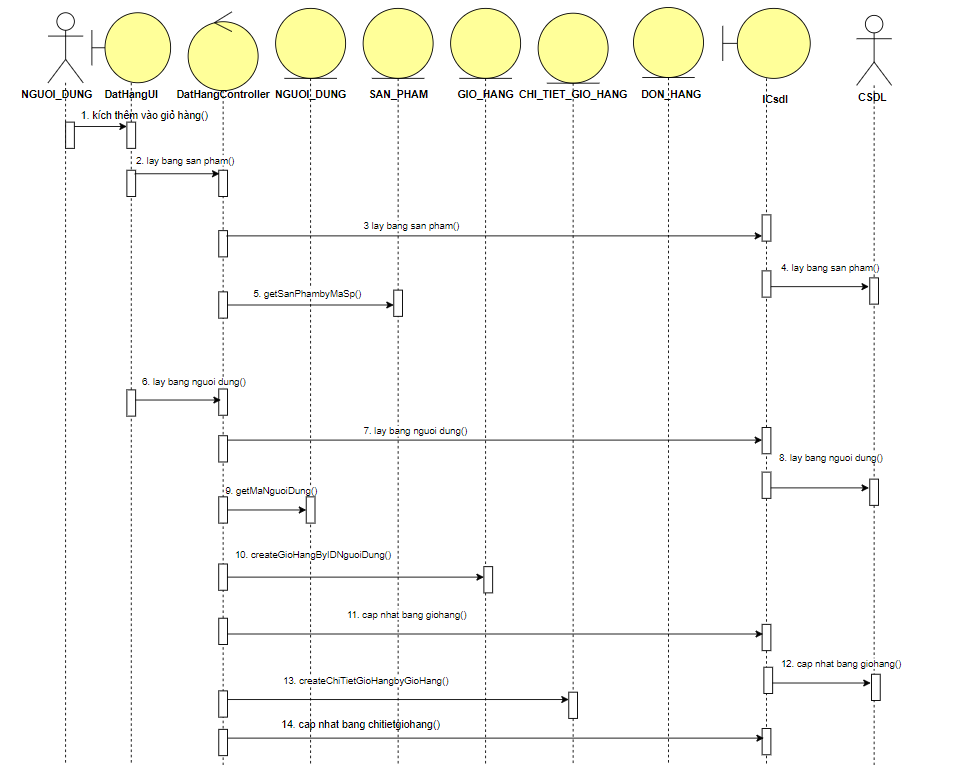 NGUOI_DUNG DatHangUI DatHangController NGUOI_DUNG SAN_PHAM GIO_HANG CHI_TIET_GIO_HANG DON_HANG ICsdl CSDL
1. kích thêm vào giỏ hàng()
2. lay bang san pham()
3 lay bang san pham()
4. lay bang san pham()
5. getSanPhambyMaSp()
6. lay bang nguoi dung()
7. lay bang nguoi dung()
8. lay bang nguoi dung()
9. getMaNguoiDung()
10. createGioHangByIDNguoiDung()
11. cap nhat bang giohang()
12. cap nhat bang giohang()
13. createChiTietGioHangbyGioHang()
14. cap nhat bang chitietgiohang()